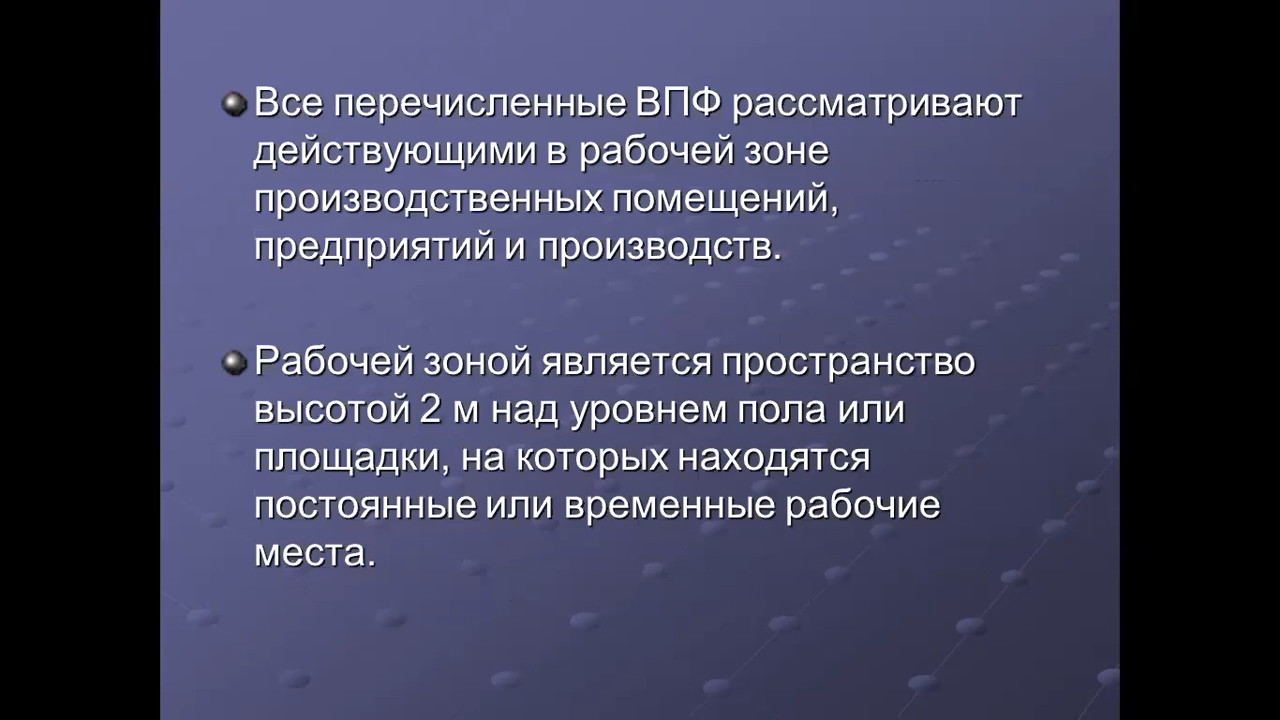 Все перечисленные ВПФ рассматривают
действующими в рабочей зоне
производственных помещений,
предприятий и производств.
Рабочей зоной является пространство
высотой 2 м над уровнем пола или
площадки, на которых находятся
постоянные или временные рабочие
места.